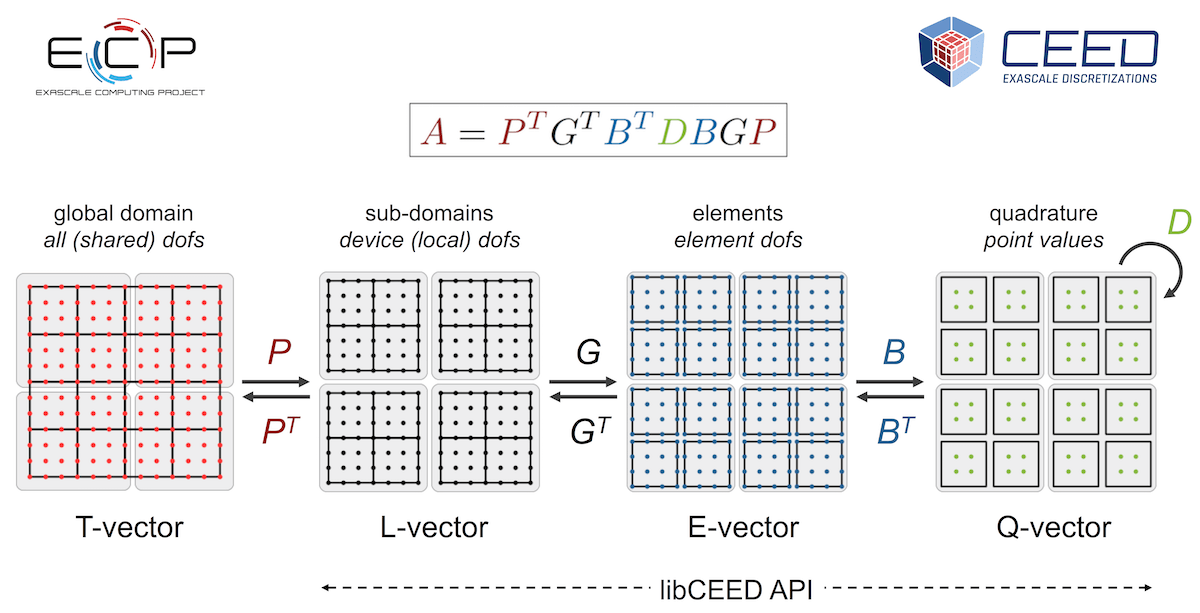 ECP
EXASCALE COMPUTING PROJECT
CEED
EXASCALE DISCRETIZATIONS
A = P^T G^T B^T D B G P
global domain
all (shared) dofs
sub-domains
device (local) dofs
elements
element dofs
quadrature
point values
D
P
P^T
G
G^T
B
B^T
T-vector
L-vector
E-vector
Q-vector
libCEED API